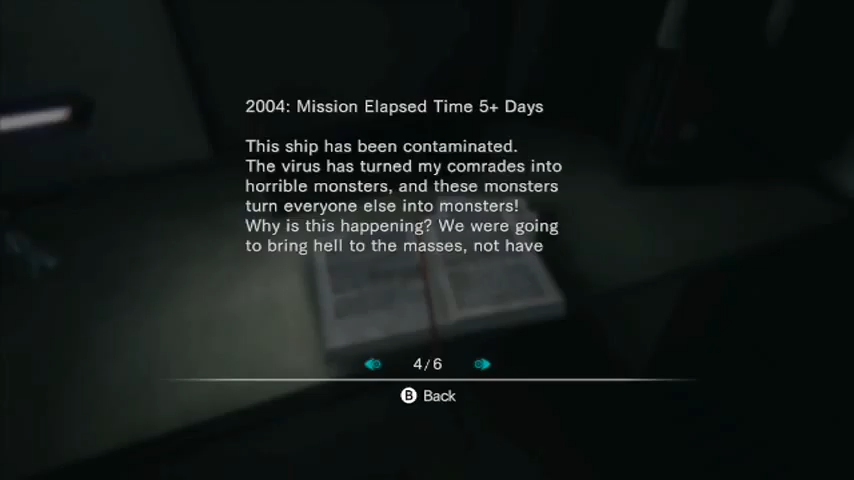 2004: Mission Elapsed Time 5+ Days
This ship has been contaminated.
The virus has turned my comrades into
horrible monsters, and these monsters
turn everyone else into monsters!
Why is this happening? We were going
to bring hell to the masses, not have
4/6
B Back